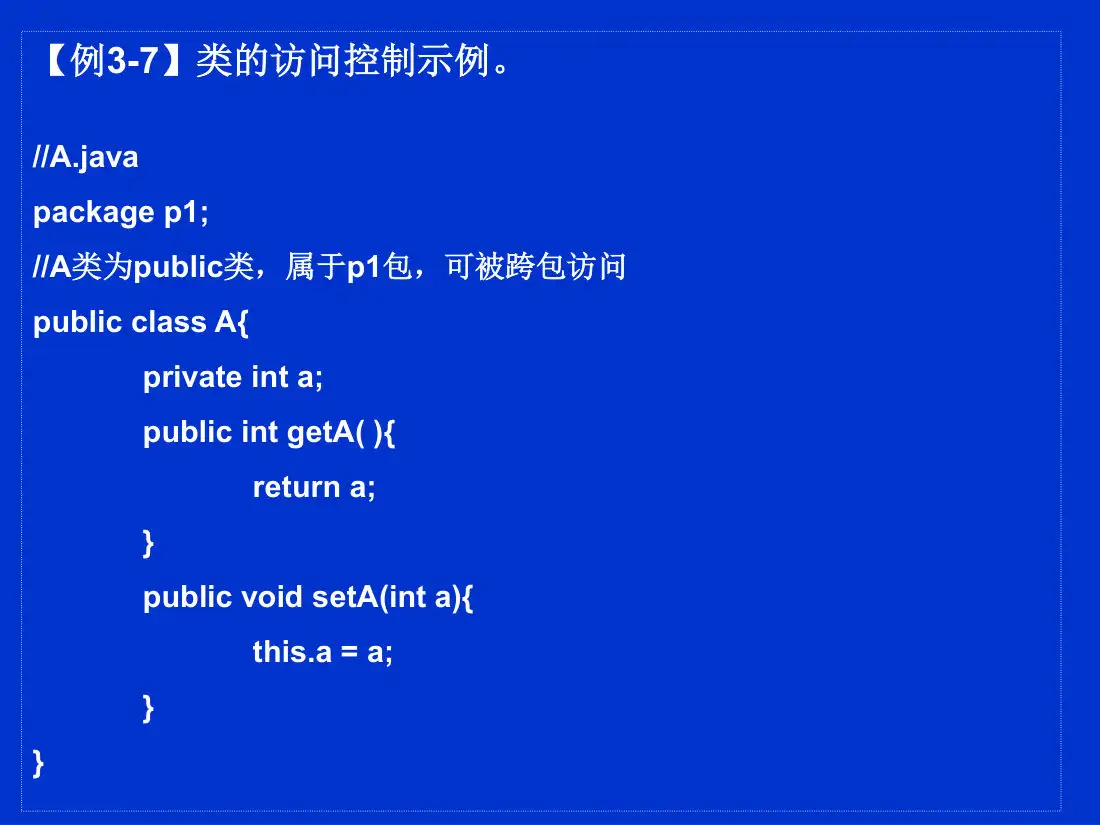 【例3-7】类的访问控制示例。
//A.java
package p1;
//A类为public类，属于p1包，可被跨包访问
public class A{
private int a;
public int getA( ){
return a;
}
public void setA(int a){
this.a = a;
}
}